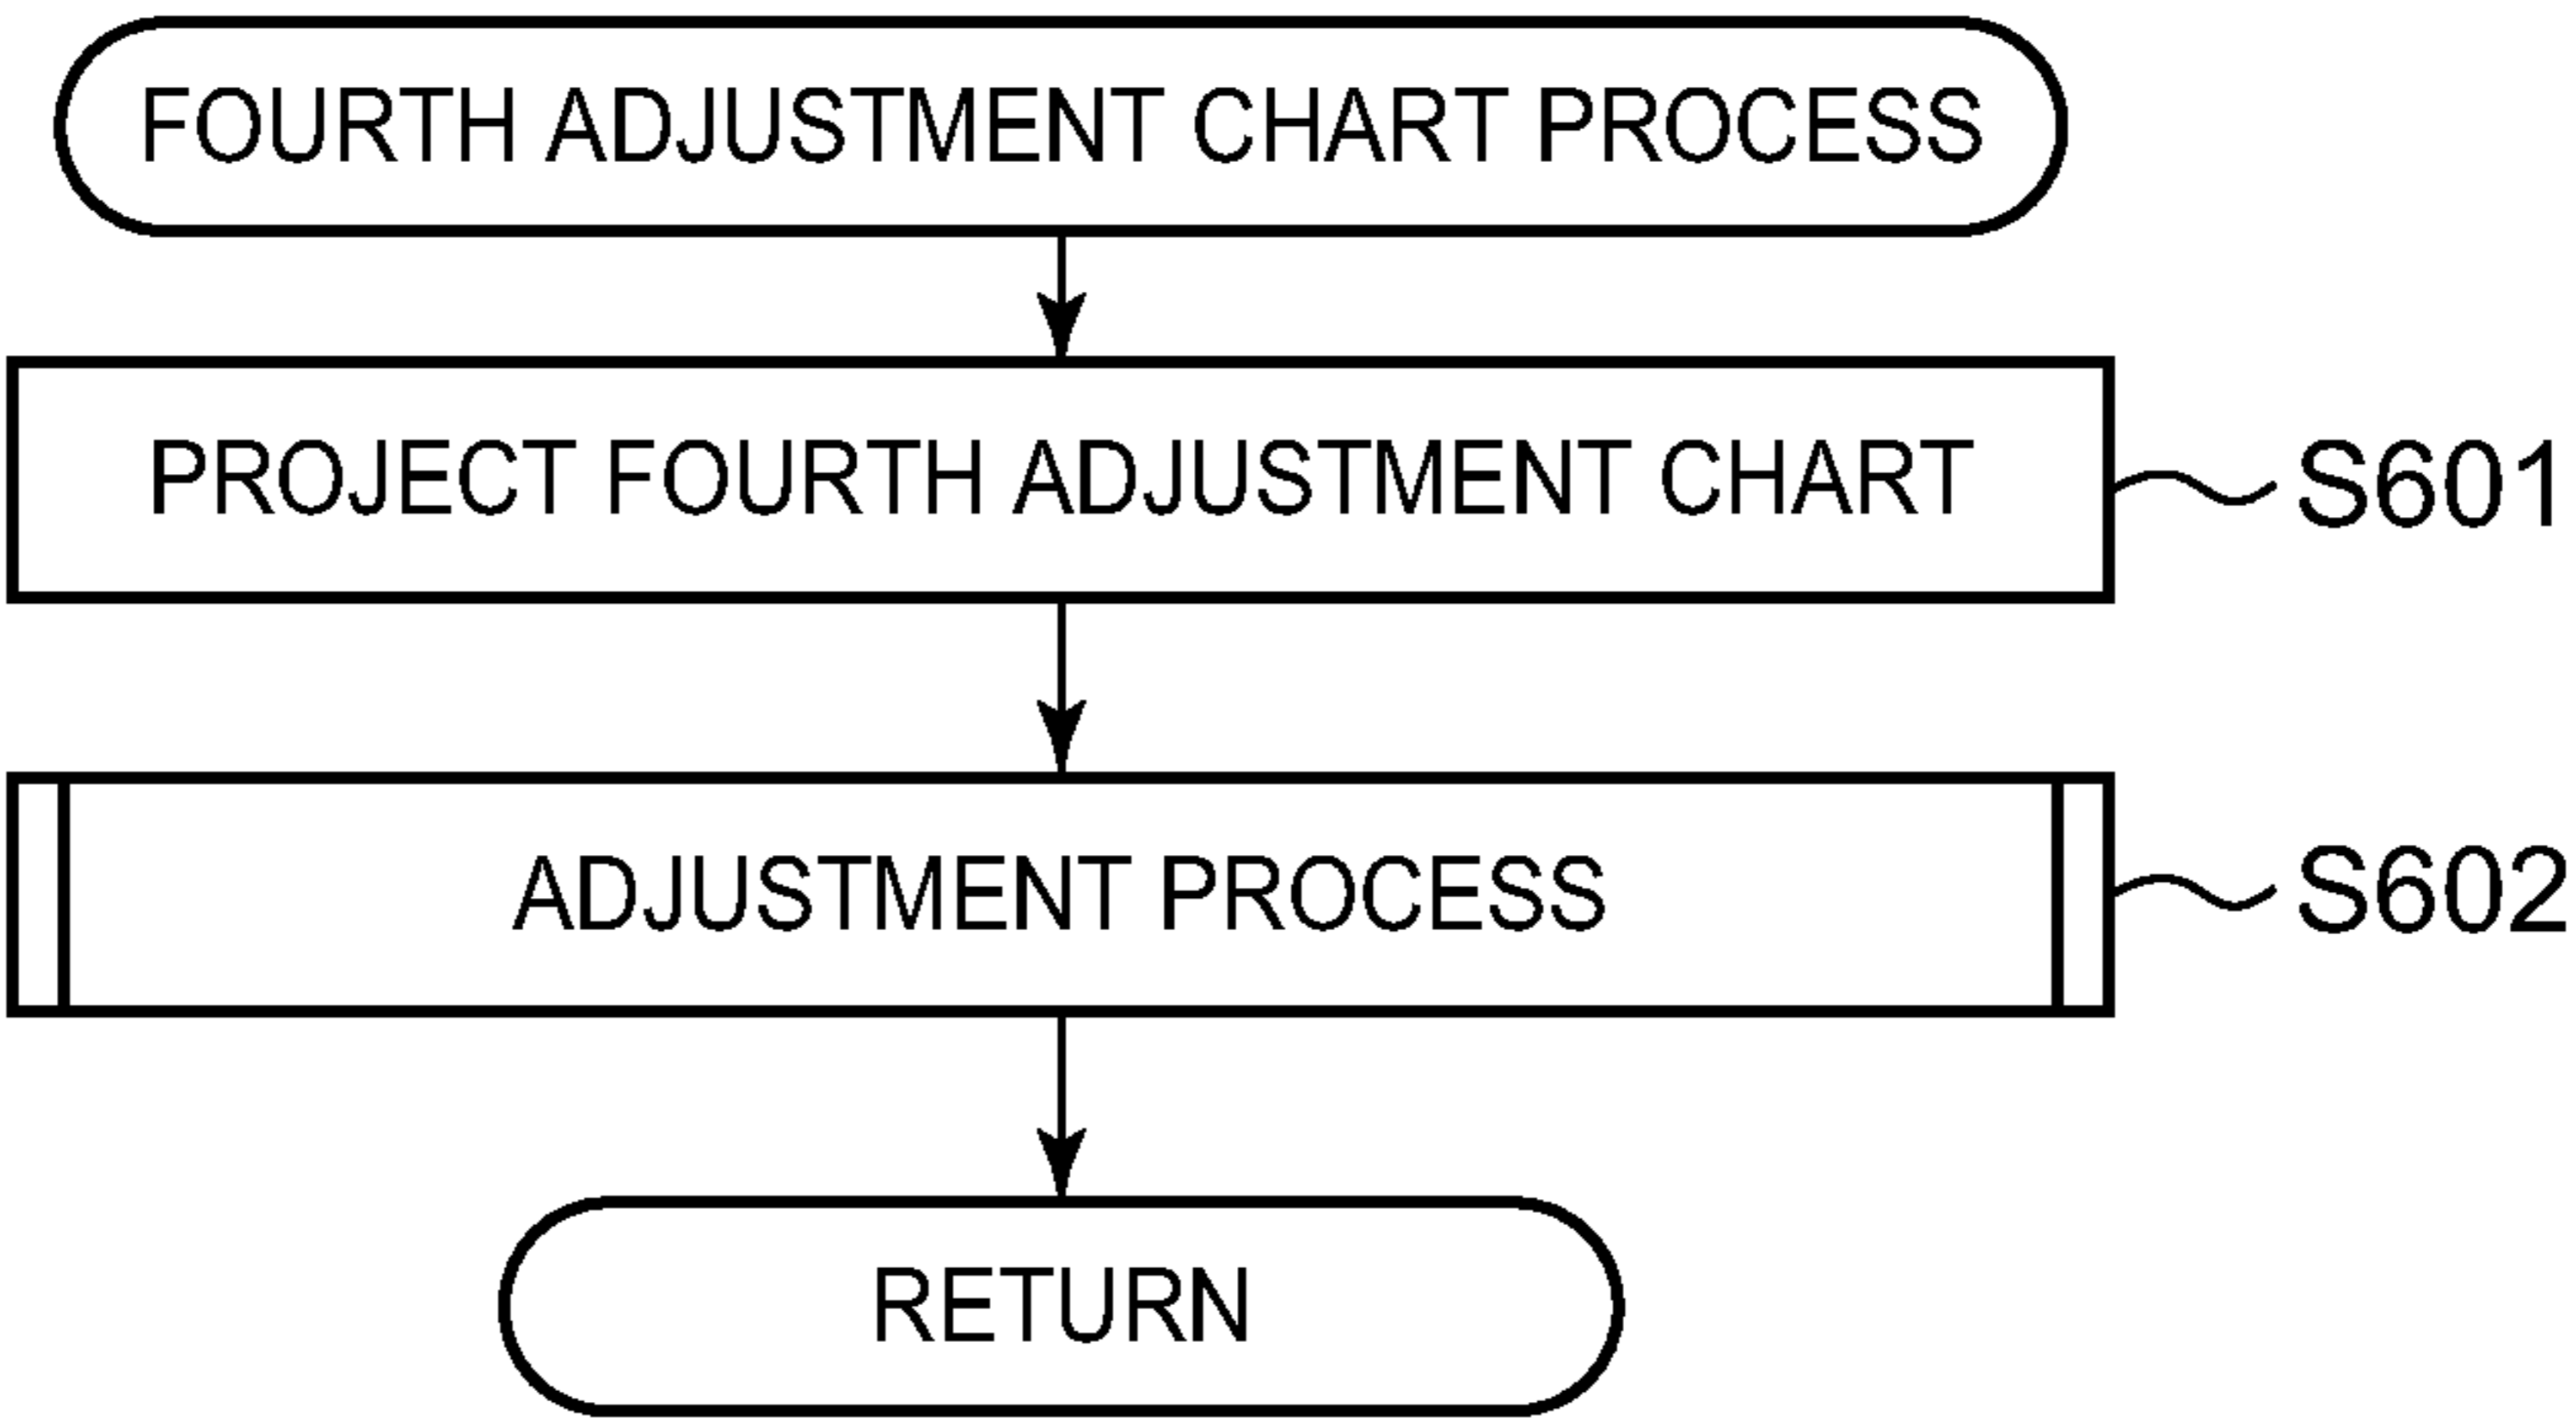 FOURTH ADJUSTMENT CHART PROCESS
PROJECT FOURTH ADJUSTMENT CHART
S601
ADJUSTMENT PROCESS
S602
RETURN